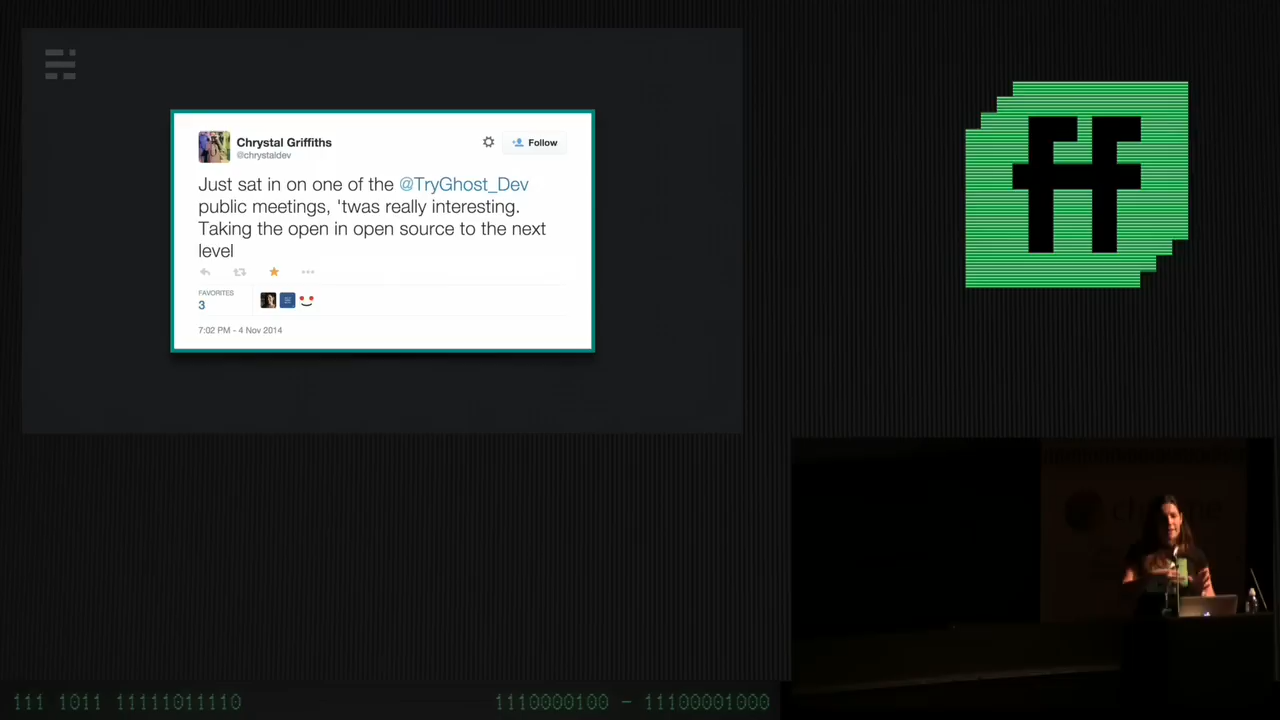 Chrystal Griffiths
@chrystaldev
Follow
Just sat in on one of the @TryGhost_Dev
public meetings, 'twas really interesting.
Taking the open in open source to the next
level
FAVORITES
3
7:02 PM - 4 Nov 2014
ff
111 1011 11111011110
1110000100 - 11100001000